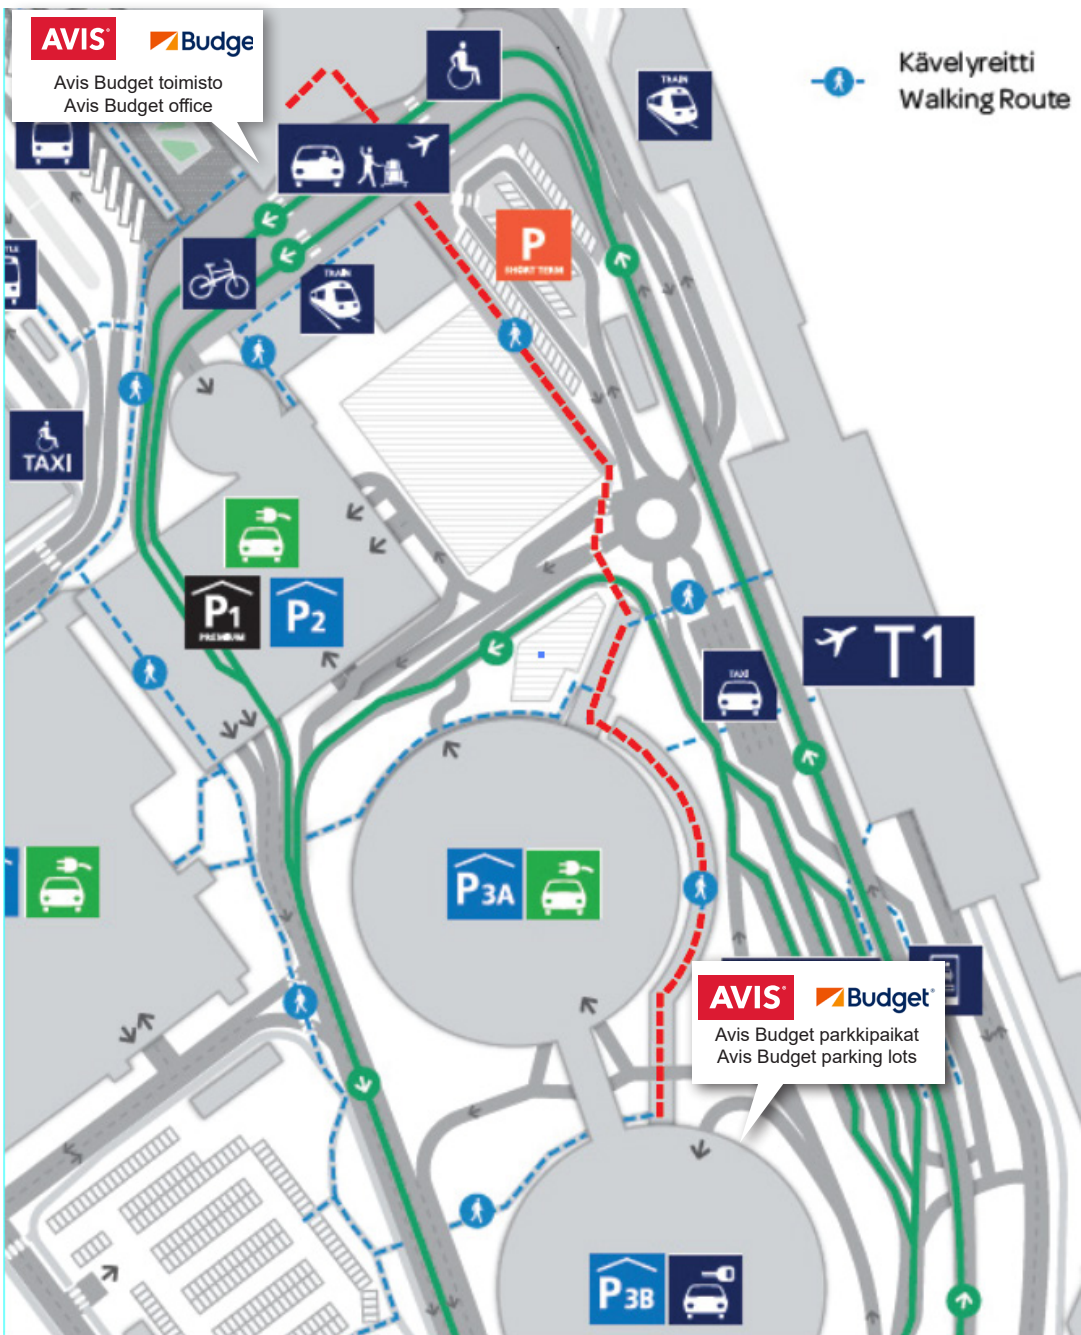 AVIS
Budge
Avis Budget toimisto
Avis Budget office
Kävelyreitti
Walking Route
TRAIN
P
SHORT TERM
TRAIN
TAXI
P1
PREMIUM
P2
T1
TAXI
P3A
AVIS
Budget
Avis Budget parkkipaikat
Avis Budget parking lots
P3B